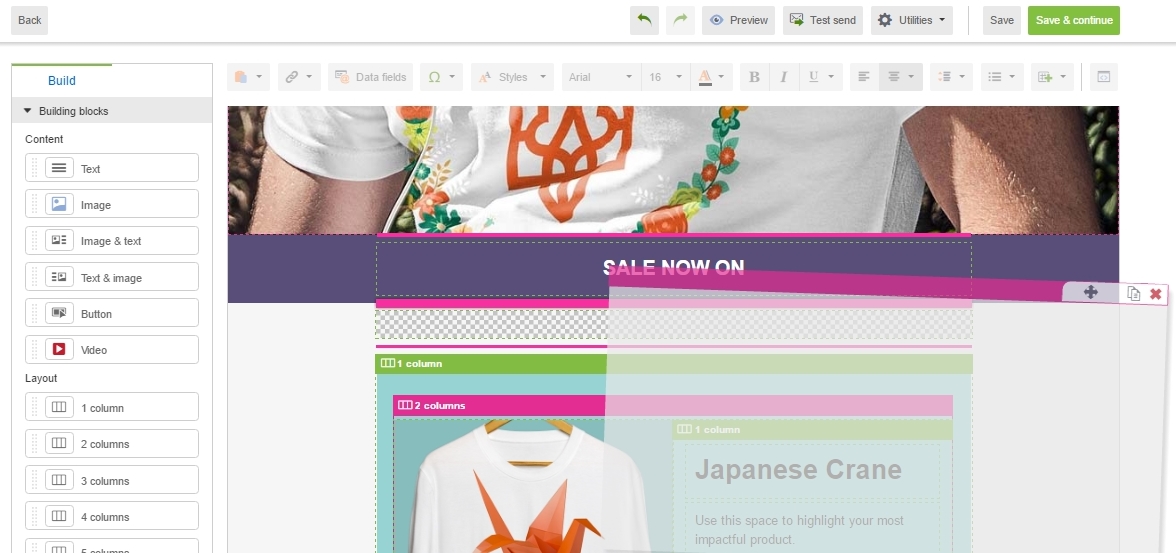 Back
Preview
Test send
Utilities
Save
Save & continue
Build
Data fields
Ω
Styles
Arial
16
A
B
I
U
Building blocks
Content
Text
Image
Image & text
Text & image
Button
Video
Layout
1 column
2 columns
3 columns
4 columns
5 columns
SALE NOW ON
1 column
2 columns
1 column
Japanese Crane
Use this space to highlight your most
impactful product.